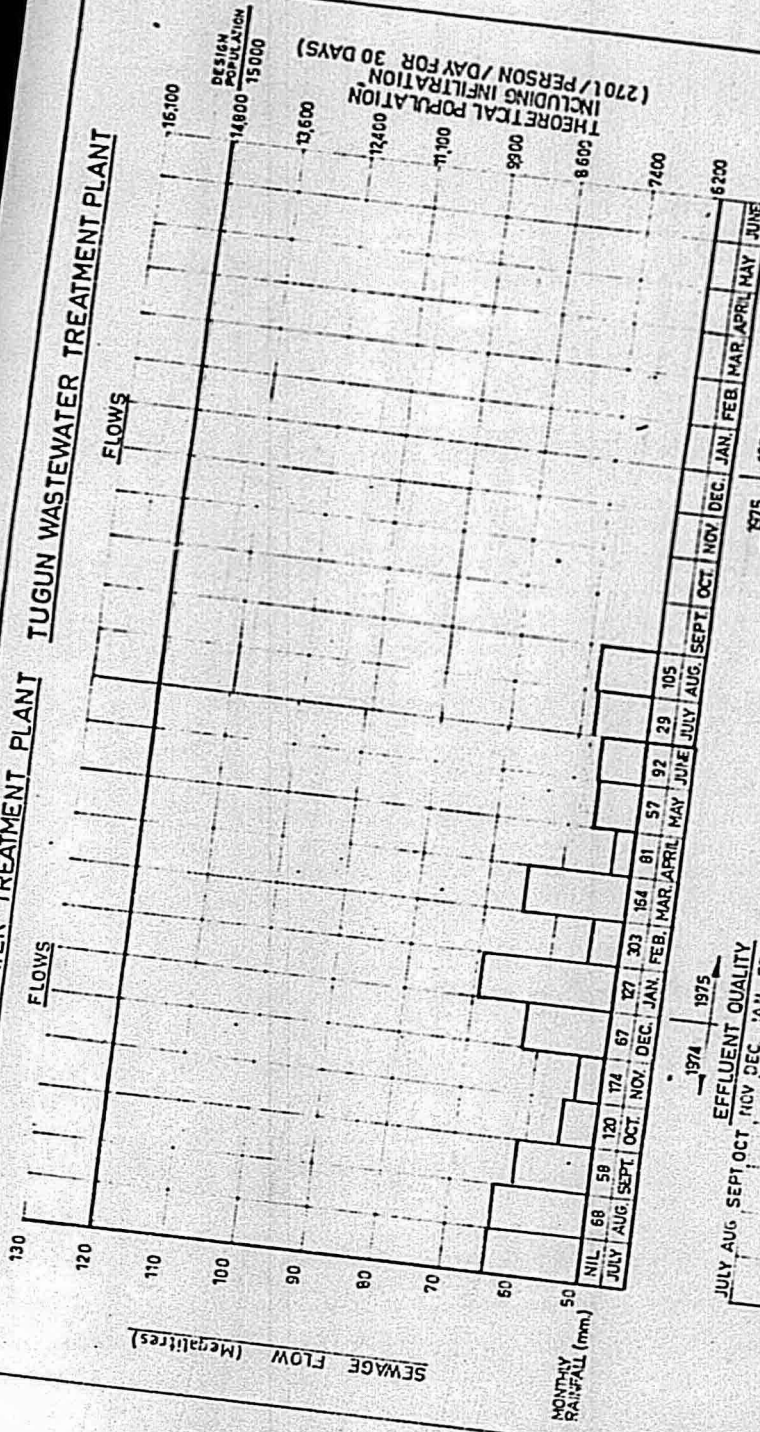 TREATMENT PLANT
TUGUN WASTEWATER TREATMENT PLANT
FLOWS
FLOWS
SEWAGE FLOW (Megalitres)
130
120
110
100
90
80
70
60
50
DESIGN
POPULATION
15000
16,100
14,800
13,600
12,400
11,100
9900
8600
7400
6200
THEORETICAL POPULATION
INCLUDING INFILTRATION
(270l/PERSON/DAY FOR 30 DAYS)
MONTHLY
RAINFALL (mm.)
NIL 68 58 120 174 67 127 303 164 81 57 92 29 105
JULY AUG. SEPT. OCT. NOV. DEC. JAN. FEB. MAR. APRIL MAY JUNE JULY AUG. SEPT. OCT. NOV. DEC. JAN. FEB. MAR. APRIL MAY JUNE
1974 1975
1975
EFFLUENT QUALITY
JULY AUG SEPT OCT NOV DEC JAN